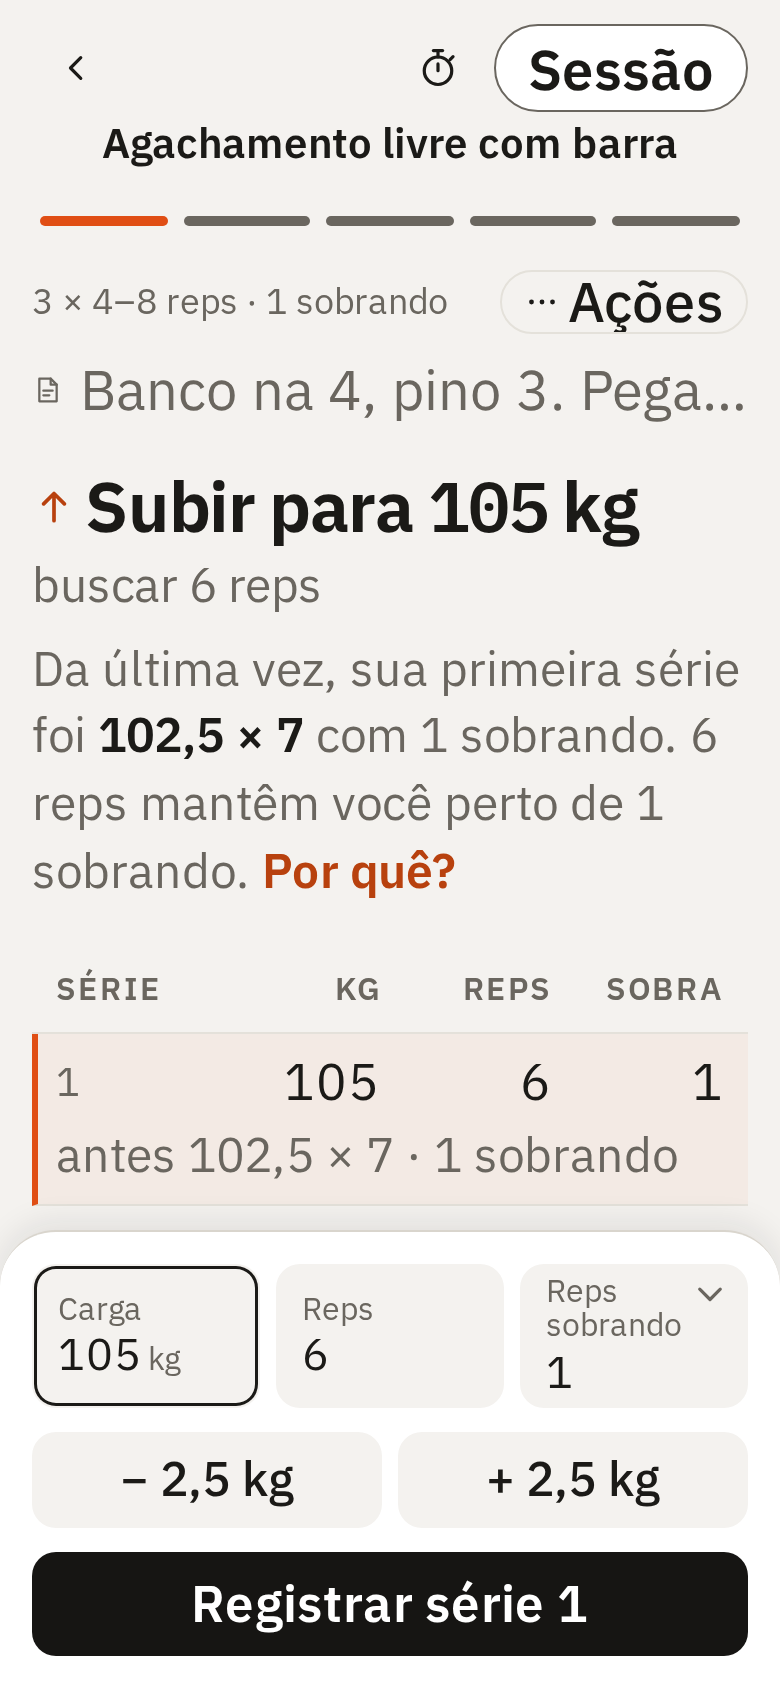 Sessão
Agachamento livre com barra
3 × 4–8 reps · 1 sobrando
··· Ações
Banco na 4, pino 3. Pega...
↑ Subir para 105 kg
buscar 6 reps
Da última vez, sua primeira série
foi 102,5 × 7 com 1 sobrando. 6
reps mantêm você perto de 1
sobrando. Por quê?
SÉRIE KG REPS SOBRA
1 105 6 1
antes 102,5 × 7 · 1 sobrando
Carga
105 kg
Reps
6
Reps
sobrando
1
− 2,5 kg
+ 2,5 kg
Registrar série 1